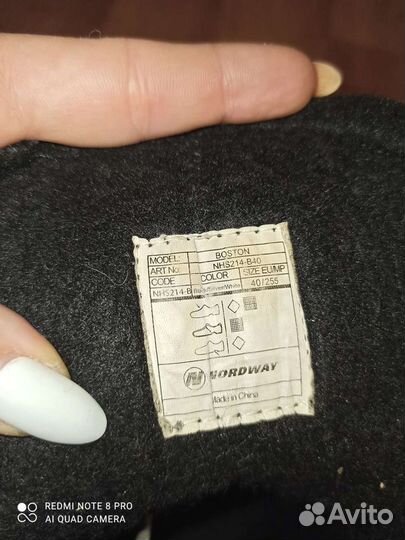 MODEL: BOSTON
ART No: NHS214-B40
CODE COLOR SIZE EU/MP
NHS214-B Black/Silver/White 40/255
NORDWAY
Made in China
REDMI NOTE 8 PRO
AI QUAD CAMERA
Avito